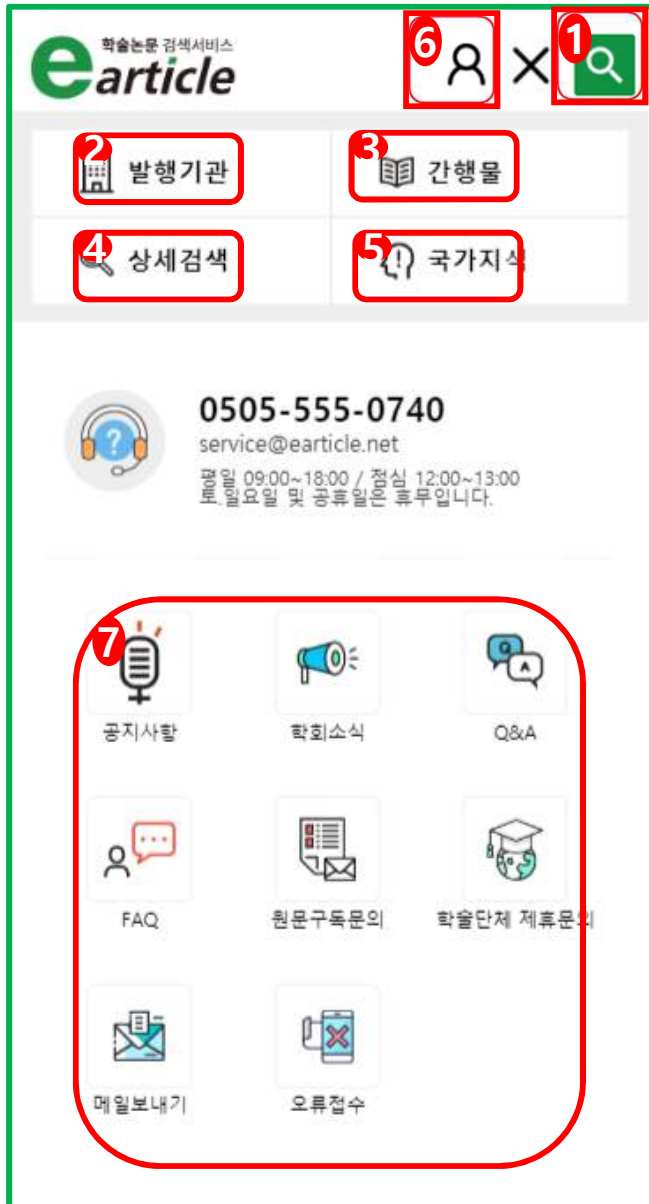 학술논문 검색서비스
earticle
6
1
2
발행기관
3
간행물
4
상세검색
5
국가지식
0505-555-0740
service@earticle.net
평일 09:00~18:00 / 점심 12:00~13:00
토.일요일 및 공휴일은 휴무입니다.
7
공지사항
학회소식
Q
A
Q&A
FAQ
원문구독문의
학술단체 제휴문의
메일보내기
오류접수